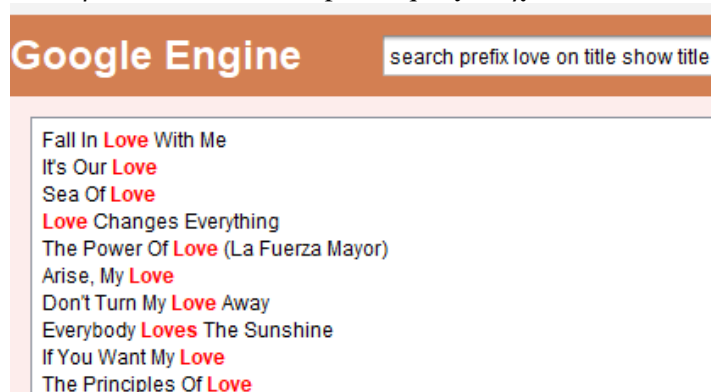 Google Engine
search prefix love on title show title
Fall In Love With Me
It's Our Love
Sea Of Love
Love Changes Everything
The Power Of Love (La Fuerza Mayor)
Arise, My Love
Don't Turn My Love Away
Everybody Loves The Sunshine
If You Want My Love
The Principles Of Love